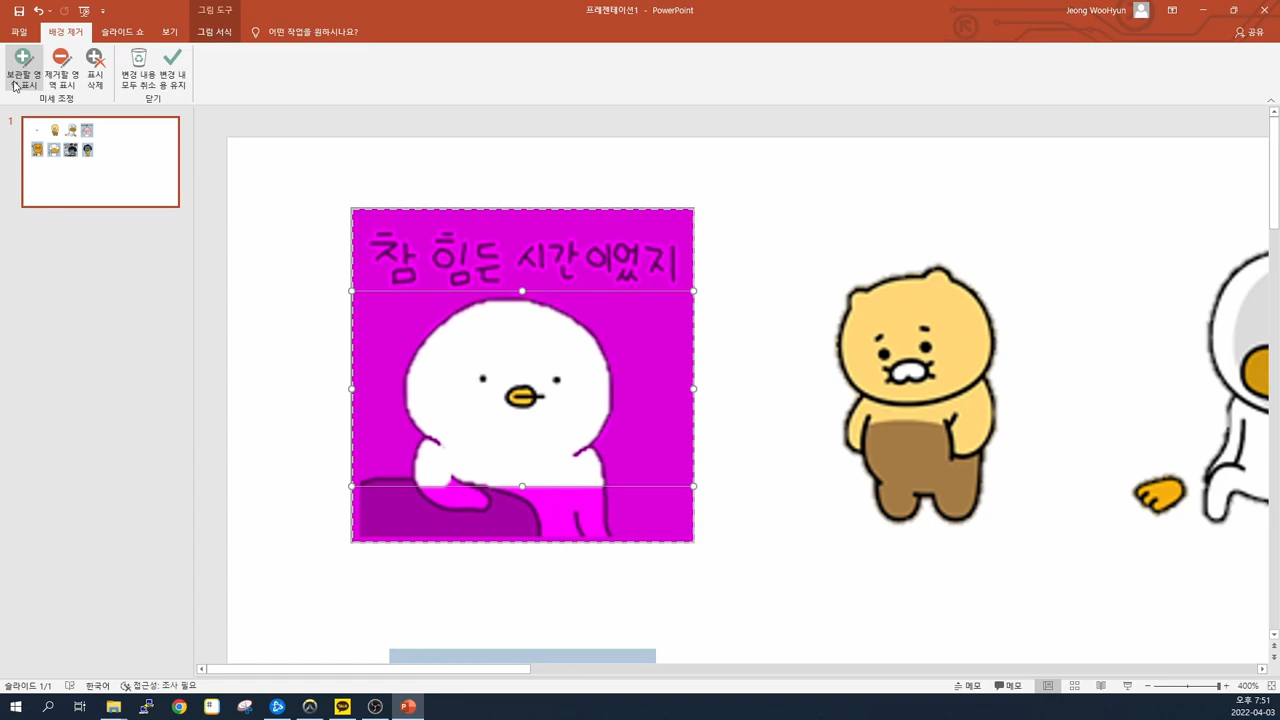 그림 도구
프레젠테이션1 - PowerPoint
Jeong WooHyun
파일
배경 제거
슬라이드 쇼
보기
그림 서식
어떤 작업을 원하시나요?
공유
보관할 영
역 표시
제거할 영
역 표시
표시
삭제
변경 내용
모두 취소
변경 내
용 유지
미세 조정
닫기
1
참 힘든 시간이었지
슬라이드 1/1
한국어
접근성: 조사 필요
메모
메모
400%
오후 7:51
2022-04-03